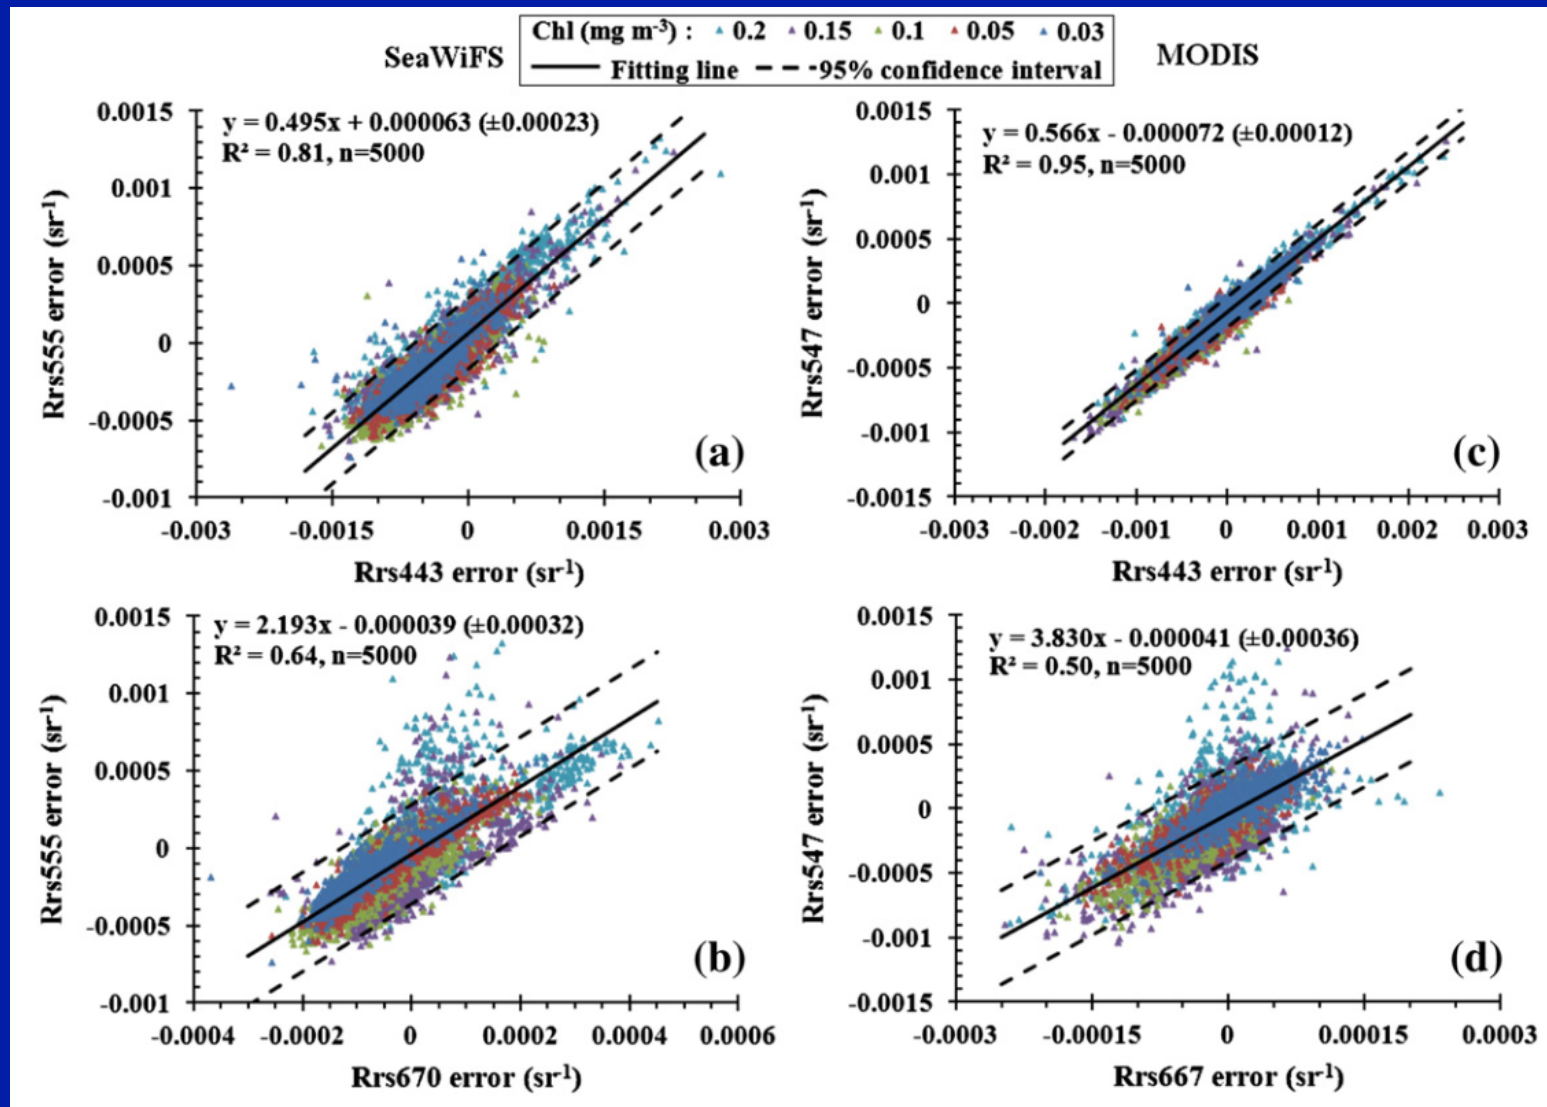 Chl (mg m⁻³) : 0.2 0.15 0.1 0.05 0.03
SeaWiFS
Fitting line 95% confidence interval
MODIS
y = 0.495x + 0.000063 (±0.00023)
R² = 0.81, n=5000
0.0015
0.001
0.0005
0
-0.0005
-0.001
Rrs555 error (sr⁻¹)
(a)
-0.003 -0.0015 0 0.0015 0.003
Rrs443 error (sr⁻¹)
y = 0.566x - 0.000072 (±0.00012)
R² = 0.95, n=5000
0.0015
0.001
0.0005
0
-0.0005
-0.001
-0.0015
Rrs547 error (sr⁻¹)
(c)
-0.003 -0.002 -0.001 0 0.001 0.002 0.003
Rrs443 error (sr⁻¹)
y = 2.193x - 0.000039 (±0.00032)
R² = 0.64, n=5000
0.0015
0.001
0.0005
0
-0.0005
-0.001
Rrs555 error (sr⁻¹)
(b)
-0.0004 -0.0002 0 0.0002 0.0004 0.0006
Rrs670 error (sr⁻¹)
y = 3.830x - 0.000041 (±0.00036)
R² = 0.50, n=5000
0.0015
0.001
0.0005
0
-0.0005
-0.001
-0.0015
Rrs547 error (sr⁻¹)
(d)
-0.0003 -0.00015 0 0.00015 0.0003
Rrs667 error (sr⁻¹)